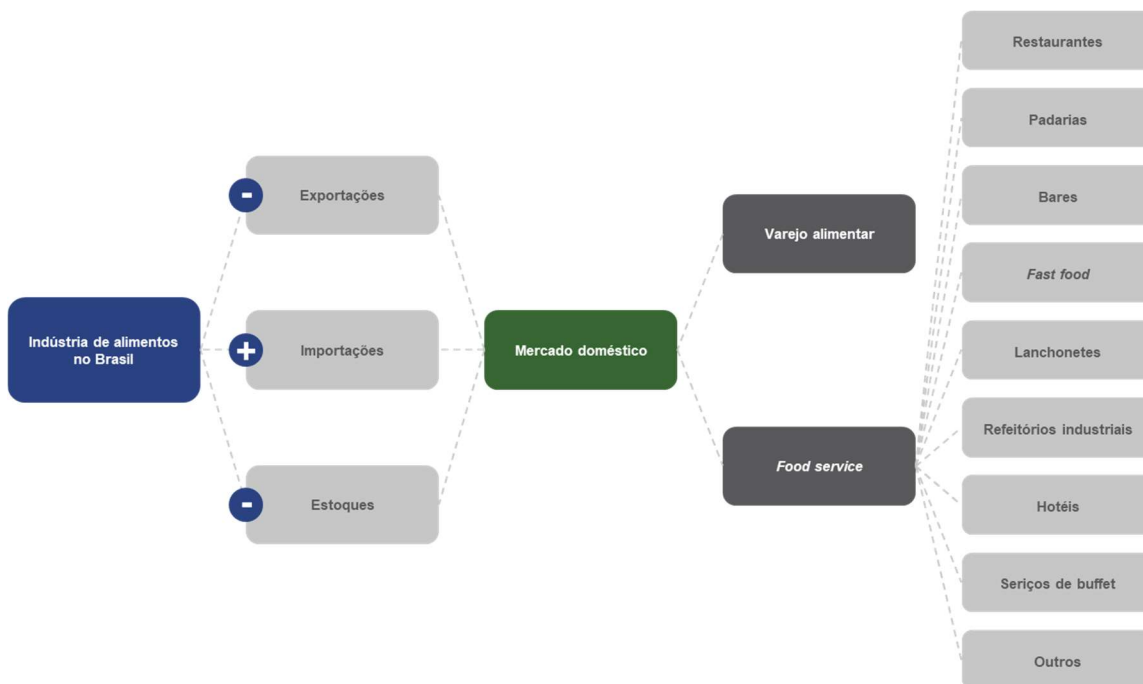 Indústria de alimentos
no Brasil
-
Exportações
+
Importações
-
Estoques
Mercado doméstico
Varejo alimentar
Food service
Restaurantes
Padarias
Bares
Fast food
Lanchonetes
Refeitórios industriais
Hotéis
Seriços de buffet
Outros